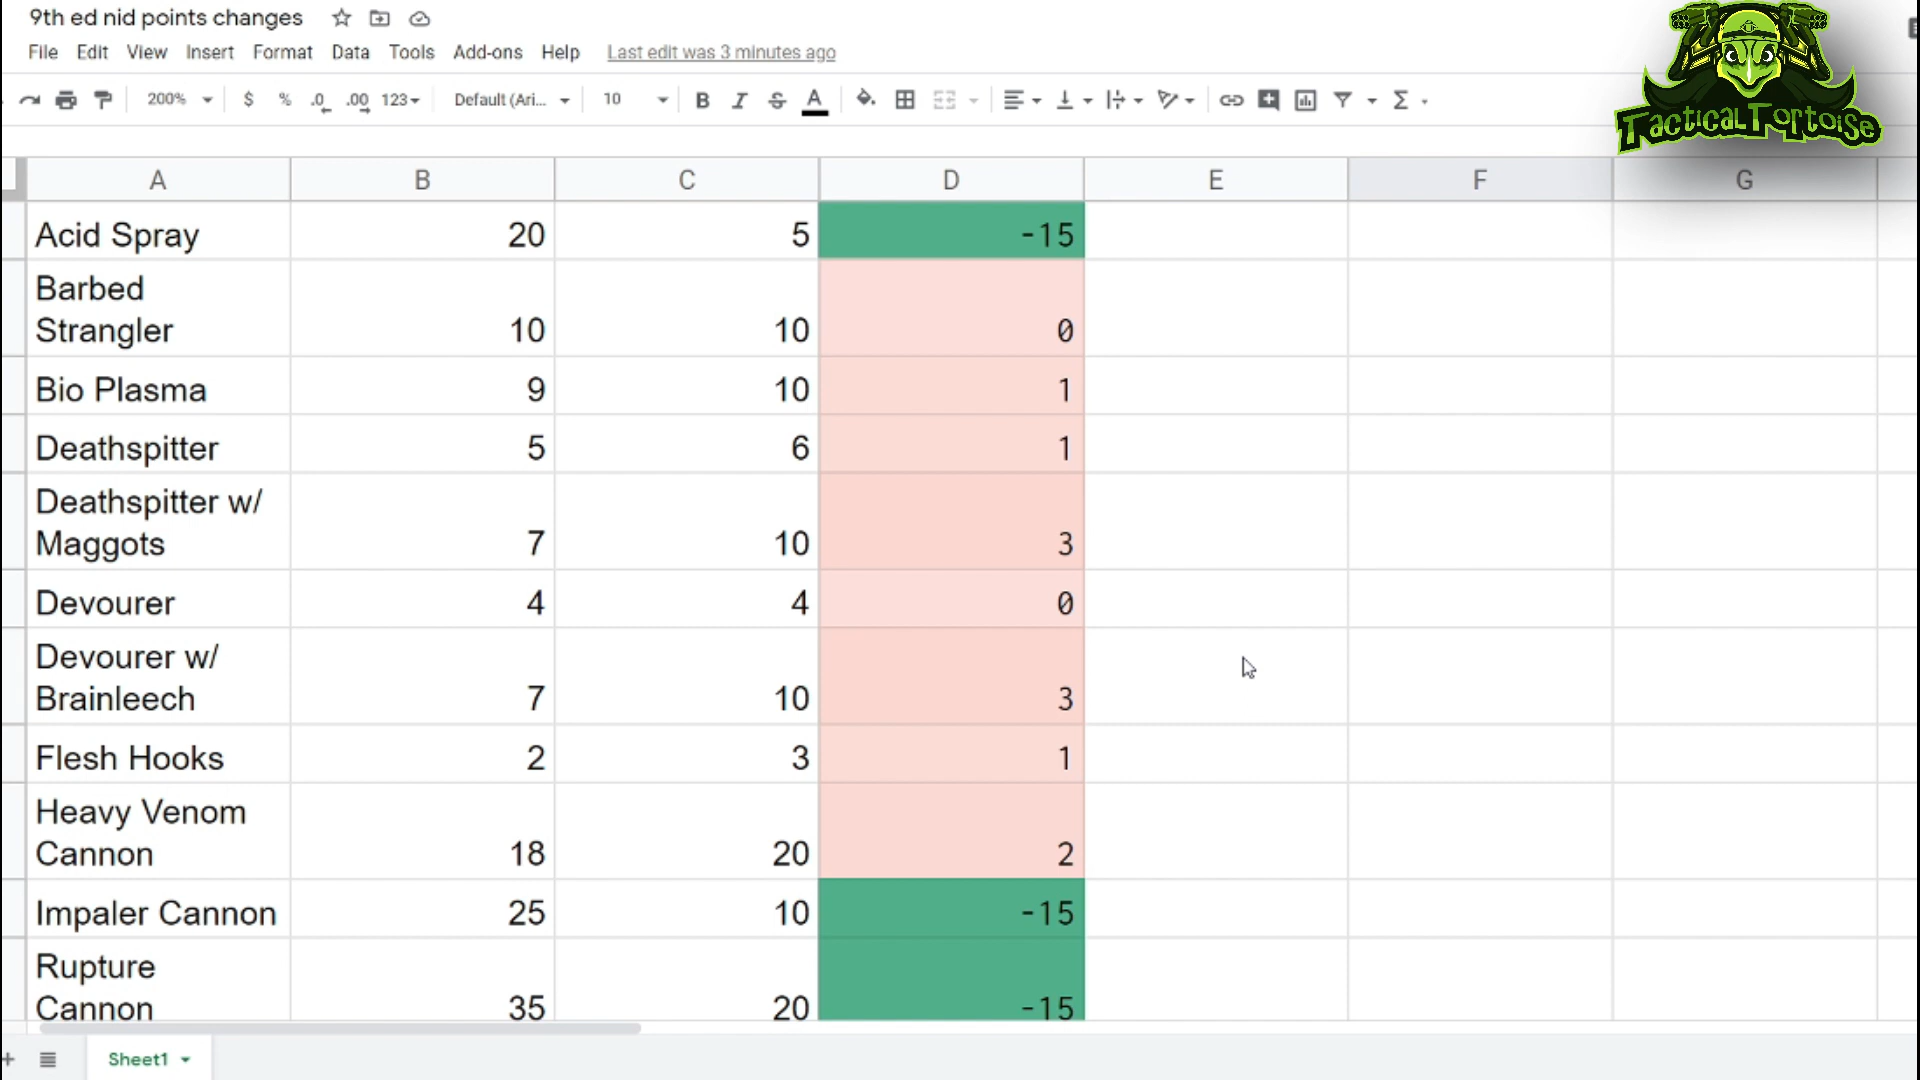 9th ed nid points changes
File Edit View Insert Format Data Tools Add-ons Help Last edit was 3 minutes ago
200% $ % .0 .00 123 Default (Ari... 10 B I S A Σ
TacticalTortoise
A B C D E F G
Acid Spray 20 5 -15
Barbed
Strangler 10 10 0
Bio Plasma 9 10 1
Deathspitter 5 6 1
Deathspitter w/
Maggots 7 10 3
Devourer 4 4 0
Devourer w/
Brainleech 7 10 3
Flesh Hooks 2 3 1
Heavy Venom
Cannon 18 20 2
Impaler Cannon 25 10 -15
Rupture
Cannon 35 20 -15
Sheet1